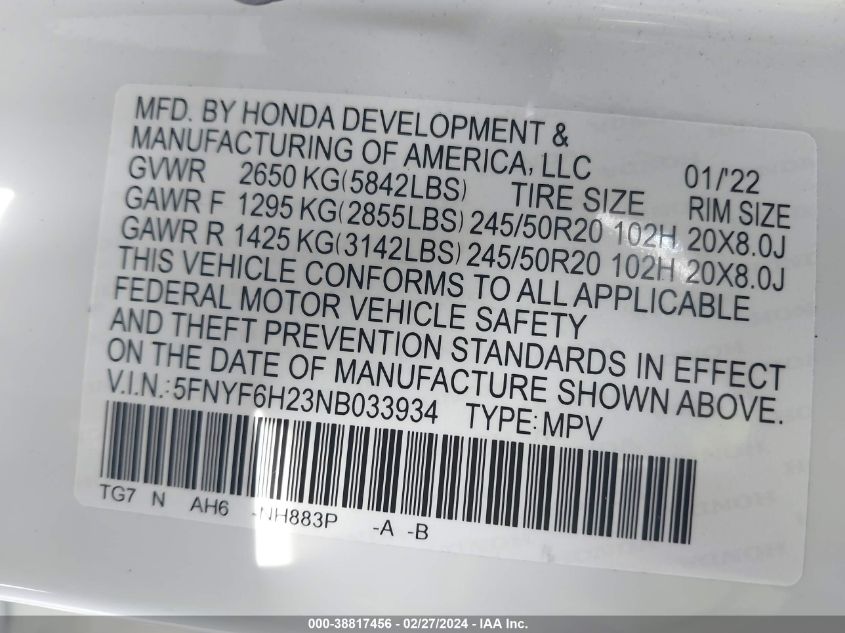 MFD. BY HONDA DEVELOPMENT &
MANUFACTURING OF AMERICA, LLC 01/'22
GVWR 2650 KG(5842LBS) TIRE SIZE RIM SIZE
GAWR F 1295 KG(2855LBS) 245/50R20 102H 20X8.0J
GAWR R 1425 KG(3142LBS) 245/50R20 102H 20X8.0J
THIS VEHICLE CONFORMS TO ALL APPLICABLE
FEDERAL MOTOR VEHICLE SAFETY
AND THEFT PREVENTION STANDARDS IN EFFECT
ON THE DATE OF MANUFACTURE SHOWN ABOVE.
V.I.N.: 5FNYF6H23NB033934 TYPE: MPV
TG7 N AH6 -NH883P -A -B
000-38817456 - 02/27/2024 - IAA Inc.